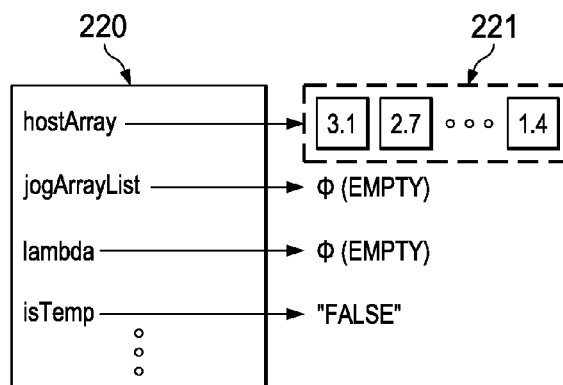 220 221
hostArray 3.1 2.7 1.4
jogArrayList Φ (EMPTY)
lambda Φ (EMPTY)
isTemp "FALSE"